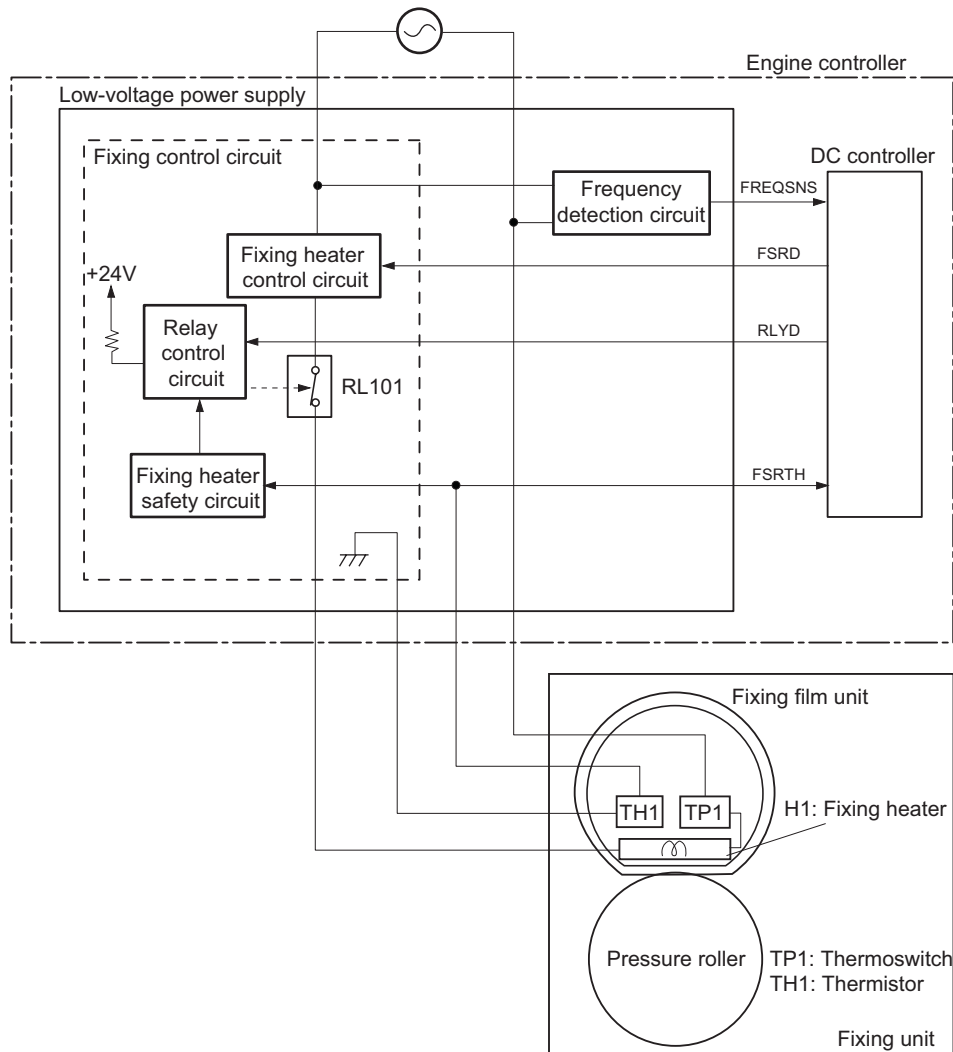 Engine controller
Low-voltage power supply
Fixing control circuit
DC controller
Frequency
detection circuit
FREQSNS
Fixing heater
control circuit
FSRD
+24V
Relay
control
circuit
RLYD
RL101
Fixing heater
safety circuit
FSRTH
Fixing film unit
TH1
TP1
H1: Fixing heater
Pressure roller
TP1: Thermoswitch
TH1: Thermistor
Fixing unit